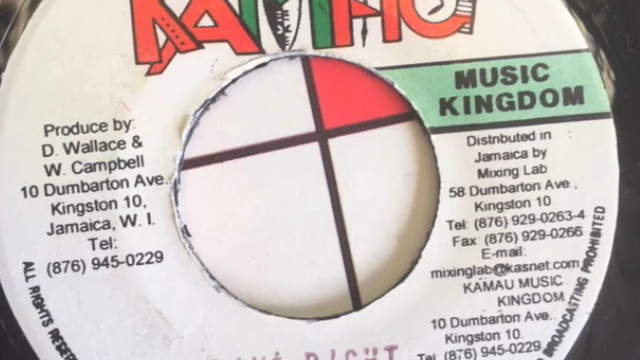 MUSIC
KINGDOM
Produce by:
D. Wallace &
W. Campbell
10 Dumbarton Ave.
Kingston 10,
Jamaica, W. I.
Tel:
(876) 945-0229
Distributed in
Jamaica by
Mixing Lab
58 Dumbarton Ave.,
Kingston 10
Tel: (876) 929-0263-4
Fax: (876) 929-0266
E-mail:
mixinglab@kasnet.com
KAMAU MUSIC
KINGDOM
10 Dumbarton Ave..
Kingston 10.
Tel: (876) 945-0229
ALL RIGHTS RESER
BROADCASTING PROHIBITED
RIGHT